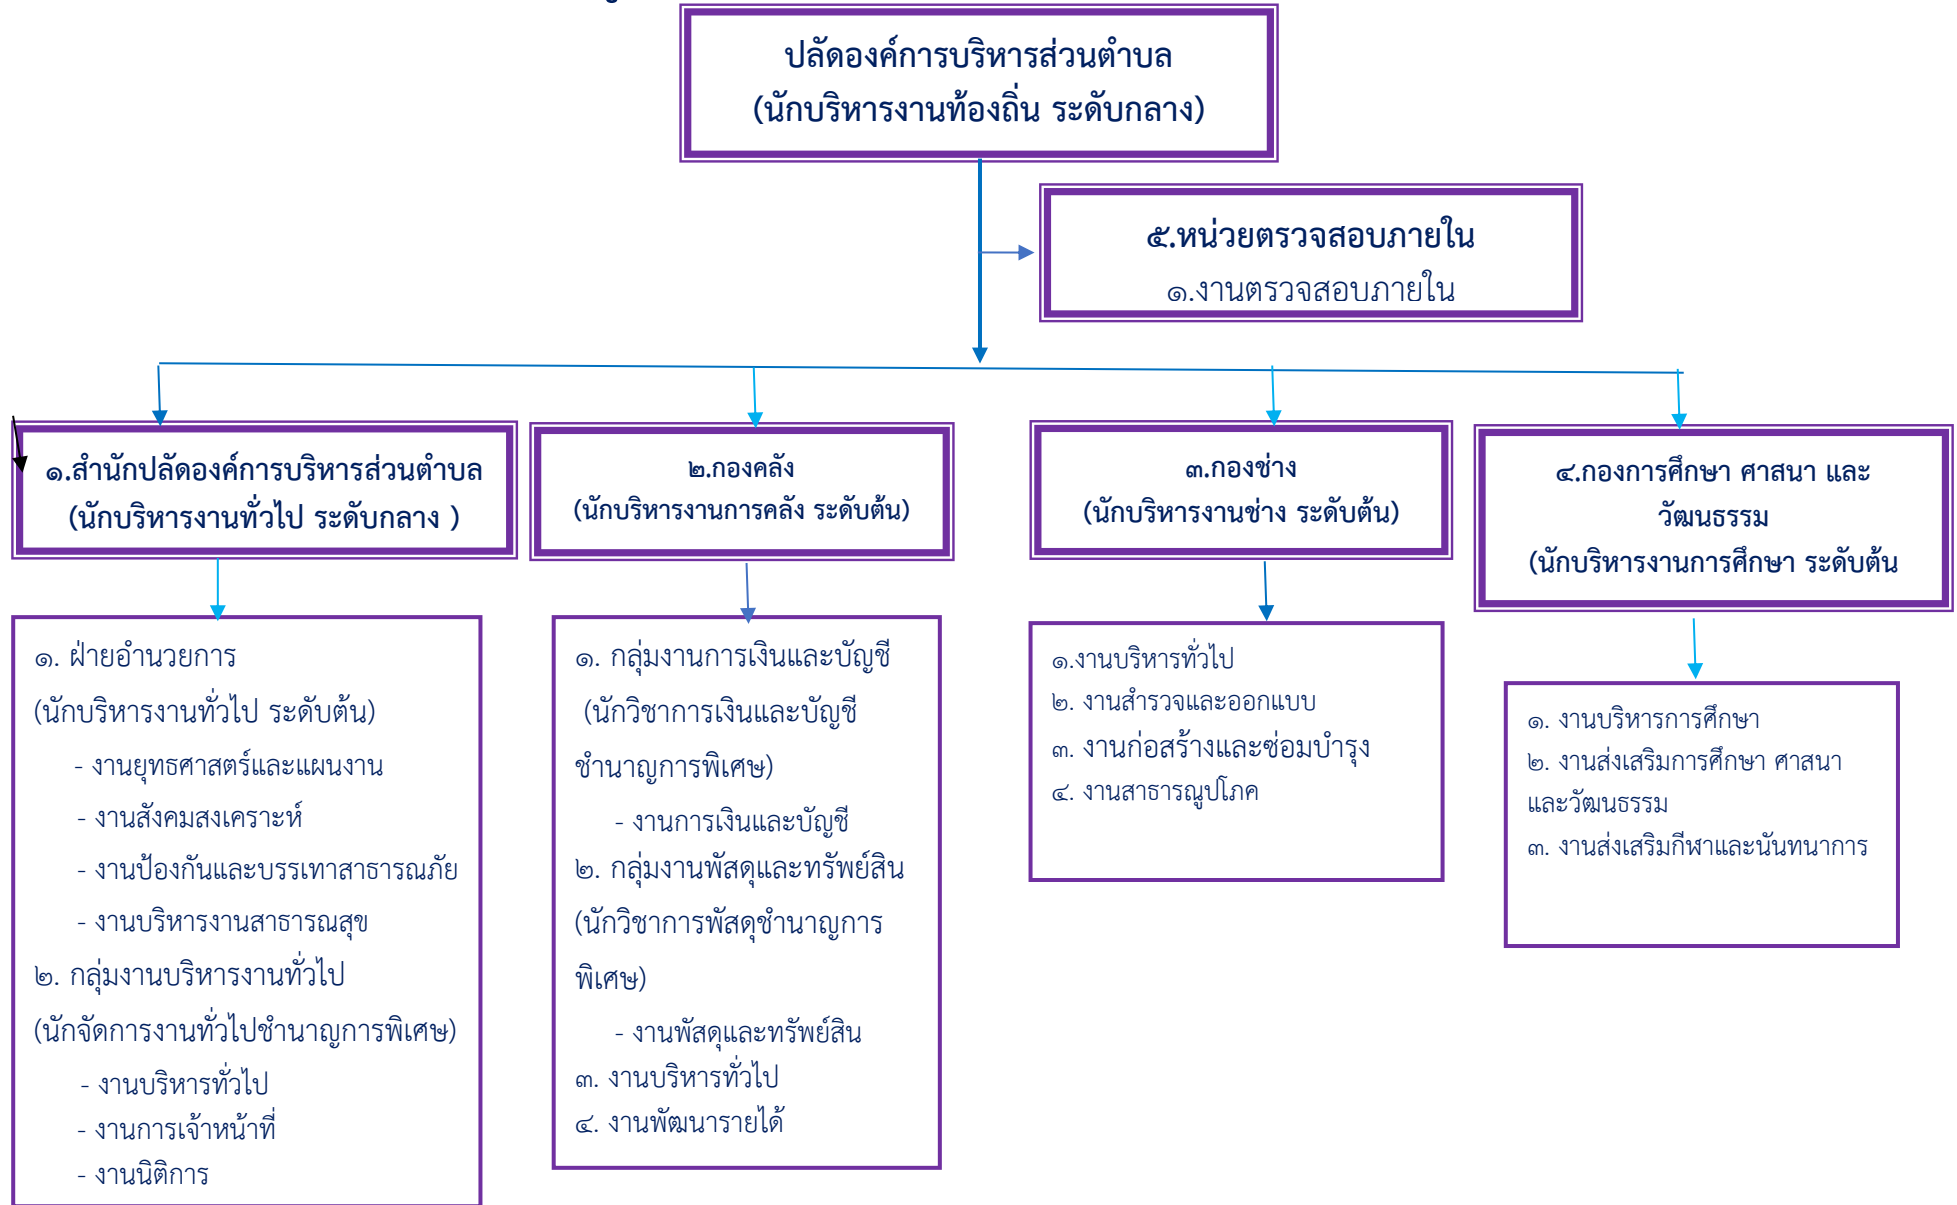 ปลัดองค์การบริหารส่วนตำบล
(นักบริหารงานท้องถิ่น ระดับกลาง)
๕.หน่วยตรวจสอบภายใน
๑.งานตรวจสอบภายใน
๑.สำนักปลัดองค์การบริหารส่วนตำบล
(นักบริหารงานทั่วไป ระดับกลาง )
๒.กองคลัง
(นักบริหารงานการคลัง ระดับต้น)
๓.กองช่าง
(นักบริหารงานช่าง ระดับต้น)
๔.กองการศึกษา ศาสนา และ
วัฒนธรรม
(นักบริหารงานการศึกษา ระดับต้น
๑. ฝ่ายอำนวยการ
(นักบริหารงานทั่วไป ระดับต้น)
- งานยุทธศาสตร์และแผนงาน
- งานสังคมสงเคราะห์
- งานป้องกันและบรรเทาสาธารณภัย
- งานบริหารงานสาธารณสุข
๒. กลุ่มงานบริหารงานทั่วไป
(นักจัดการงานทั่วไปชำนาญการพิเศษ)
- งานบริหารทั่วไป
- งานการเจ้าหน้าที่
- งานนิติการ
๑. กลุ่มงานการเงินและบัญชี
(นักวิชาการเงินและบัญชี
ชำนาญการพิเศษ)
- งานการเงินและบัญชี
๒. กลุ่มงานพัสดุและทรัพย์สิน
(นักวิชาการพัสดุชำนาญการ
พิเศษ)
- งานพัสดุและทรัพย์สิน
๓. งานบริหารทั่วไป
๔. งานพัฒนารายได้
๑.งานบริหารทั่วไป
๒. งานสำรวจและออกแบบ
๓. งานก่อสร้างและซ่อมบำรุง
๔. งานสาธารณูปโภค
๑. งานบริหารการศึกษา
๒. งานส่งเสริมการศึกษา ศาสนา
และวัฒนธรรม
๓. งานส่งเสริมกีฬาและนันทนาการ